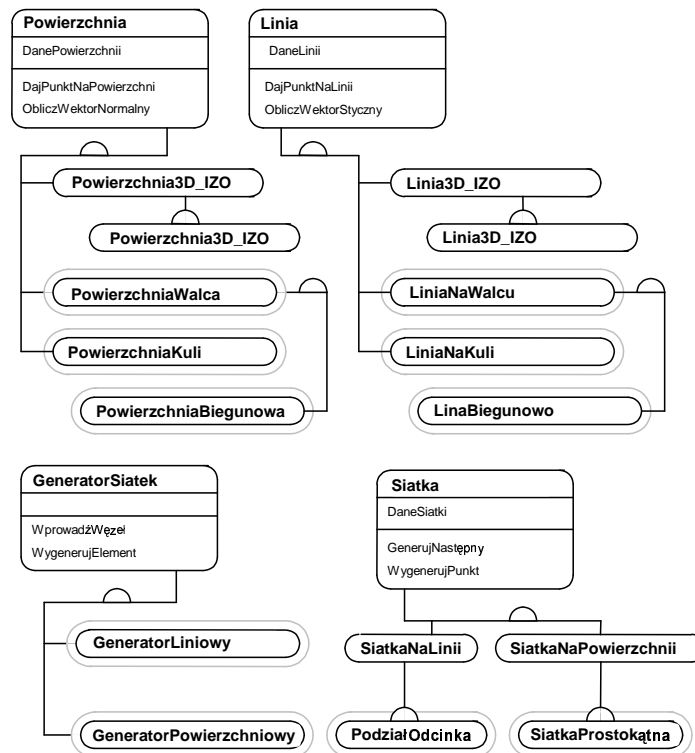 Powierzchnia
DanePowierzchnii
DajPunktNaPowierzchni
ObliczWektorNormalny
Powierzchnia3D_IZO
Powierzchnia3D_IZO
PowierzchniaWalca
PowierzchniaKuli
PowierzchniaBiegunowa
Linia
DaneLinii
DajPunktNaLinii
ObliczWektorStyczny
Linia3D_IZO
Linia3D_IZO
LiniaNaWalcu
LiniaNaKuli
LinaBiegunowo
GeneratorSiatek
WprowadźWęzeł
WygenerujElement
GeneratorLiniowy
GeneratorPowierzchniowy
Siatka
DaneSiatki
GenerujNastępny
WygenerujPunkt
SiatkaNaLinii
SiatkaNaPowierzchnii
PodziałOdcinka
SiatkaProstokątna